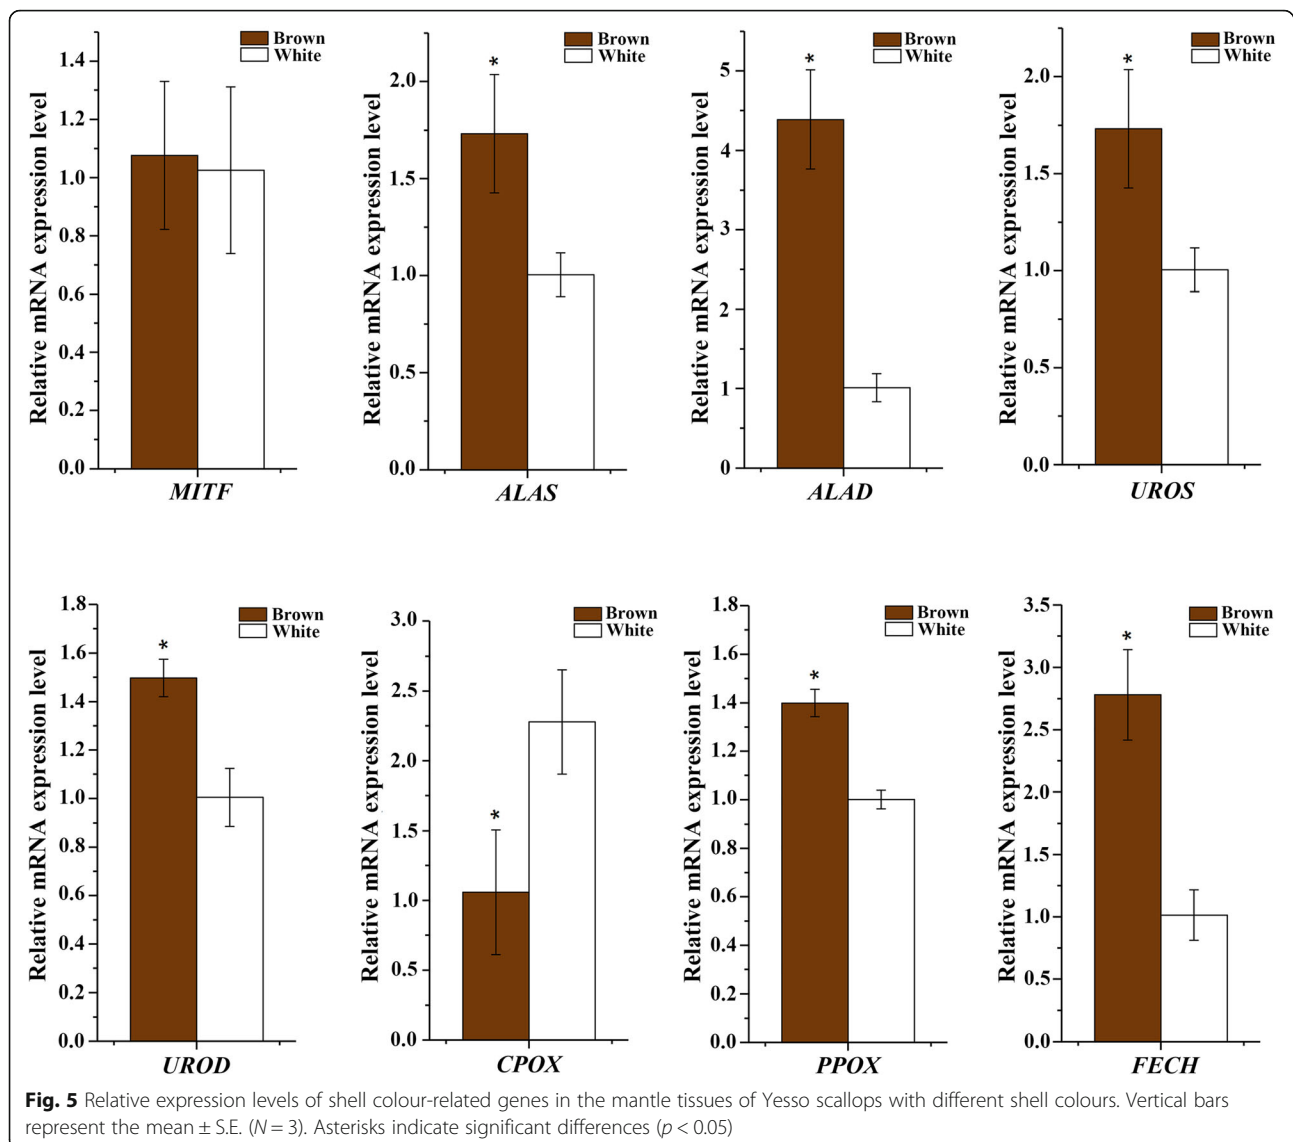 Brown
White
Relative mRNA expression level
1.4
1.2
1.0
0.8
0.6
0.4
0.2
0.0
MITF
Brown
White
*
Relative mRNA expression level
2.0
1.5
1.0
0.5
0.0
ALAS
Brown
White
*
Relative mRNA expression level
5
4
3
2
1
0
ALAD
Brown
White
*
Relative mRNA expression level
2.0
1.5
1.0
0.5
0.0
UROS
Brown
White
*
Relative mRNA expression level
1.8
1.6
1.4
1.2
1.0
0.8
0.6
0.4
0.2
0.0
UROD
Brown
White
*
Relative mRNA expression level
3.0
2.5
2.0
1.5
1.0
0.5
0.0
CPOX
Brown
White
*
Relative mRNA expression level
1.8
1.6
1.4
1.2
1.0
0.8
0.6
0.4
0.2
0.0
PPOX
Brown
White
*
Relative mRNA expression level
3.5
3.0
2.5
2.0
1.5
1.0
0.5
0.0
FECH
Fig. 5 Relative expression levels of shell colour-related genes in the mantle tissues of Yesso scallops with different shell colours. Vertical bars
represent the mean ± S.E. (N = 3). Asterisks indicate significant differences (p < 0.05)